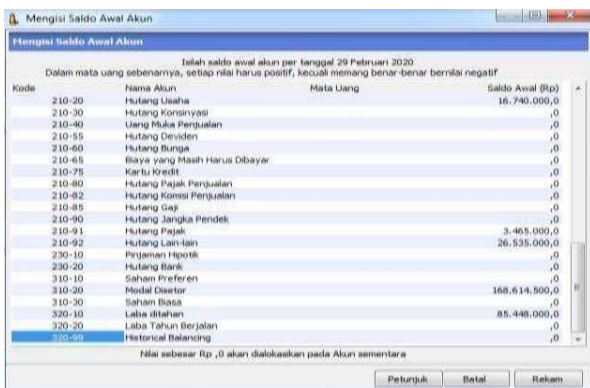 Mengisi Saldo Awal Akun
Mengisi Saldo Awal Akun
Isilah saldo awal akun per tanggal 29 Pebruari 2020
Dalam mata uang sebenarnya, setiap nilai harus positif, kecuali memang benar-benar bernilai negatif
Kode Nama Akun Mata Uang Saldo Awal (Rp)
210-20 Hutang Usaha 16.740.000,0
210-30 Hutang Konsinyasi ,0
210-40 Uang Muka Penjualan ,0
210-55 Hutang Deviden ,0
210-60 Hutang Bunga ,0
210-65 Biaya yang Masih Harus Dibayar ,0
210-75 Kartu Kredit ,0
210-80 Hutang Pajak Penjualan ,0
210-82 Hutang Komisi Penjualan ,0
210-85 Hutang Gaji ,0
210-90 Hutang Jangka Pendek ,0
210-91 Hutang Pajak 3.465.000,0
210-92 Hutang Lain-lain 26.535.000,0
230-10 Pinjaman Hipotik ,0
230-20 Hutang Bank ,0
310-10 Saham Preferen ,0
310-20 Modal Disetor 168.614.500,0
310-30 Saham Biasa ,0
320-10 Laba ditahan 85.448.000,0
320-20 Laba Tahun Berjalan ,0
320-99 Historical Balancing ,0
Nilai sebesar Rp ,0 akan dialokasikan pada Akun sementara
Petunjuk Batal Rekam